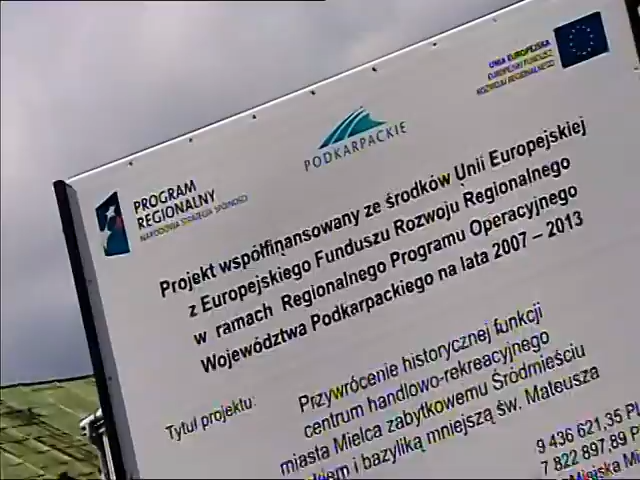 PROGRAM
REGIONALNY
NARODOWA STRATEGIA SPÓJNOŚCI
PODKARPACKIE
UNIA EUROPEJSKA
EUROPEJSKI FUNDUSZ
ROZWOJU REGIONALNEGO
Projekt współfinansowany ze środków Unii Europejskiej
z Europejskiego Funduszu Rozwoju Regionalnego
w ramach Regionalnego Programu Operacyjnego
Województwa Podkarpackiego na lata 2007 – 2013
Tytuł projektu:
Przywrócenie historycznej funkcji
centrum handlowo-rekreacyjnego
miasta Mielca zabytkowemu Śródmieściu
i bazyliką mniejszą św. Mateusza
9 436 621,35
7 822 897,89